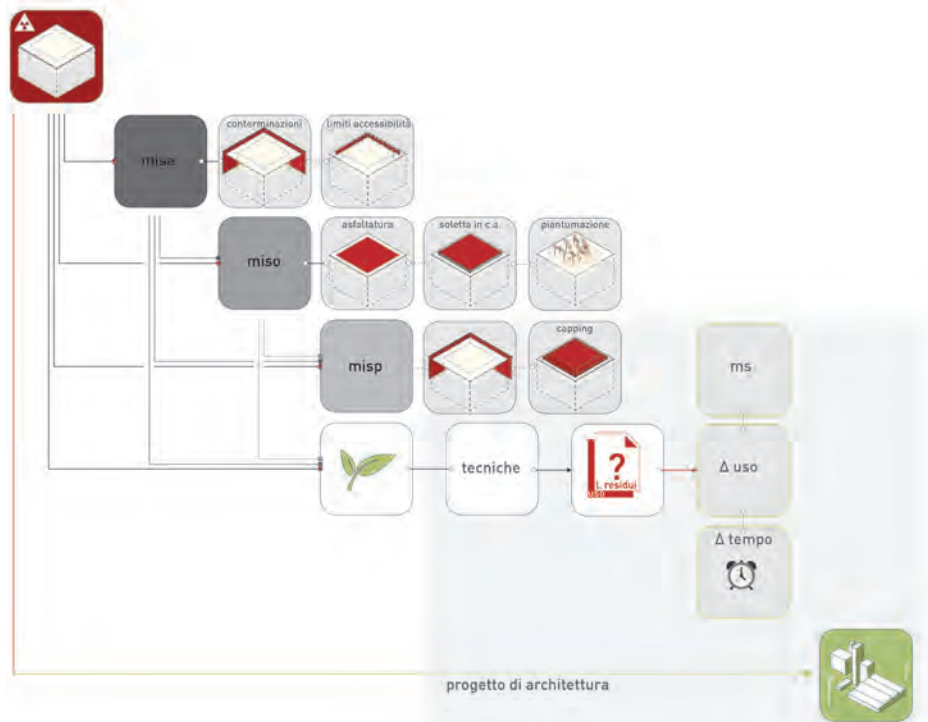 conterminazioni
limiti accessibilità
mise
asfaltatura
soletta in c.a.
piantumazione
miso
capping
misp
ms
tecniche
?
L residui
uso
Δ uso
Δ tempo
progetto di architettura